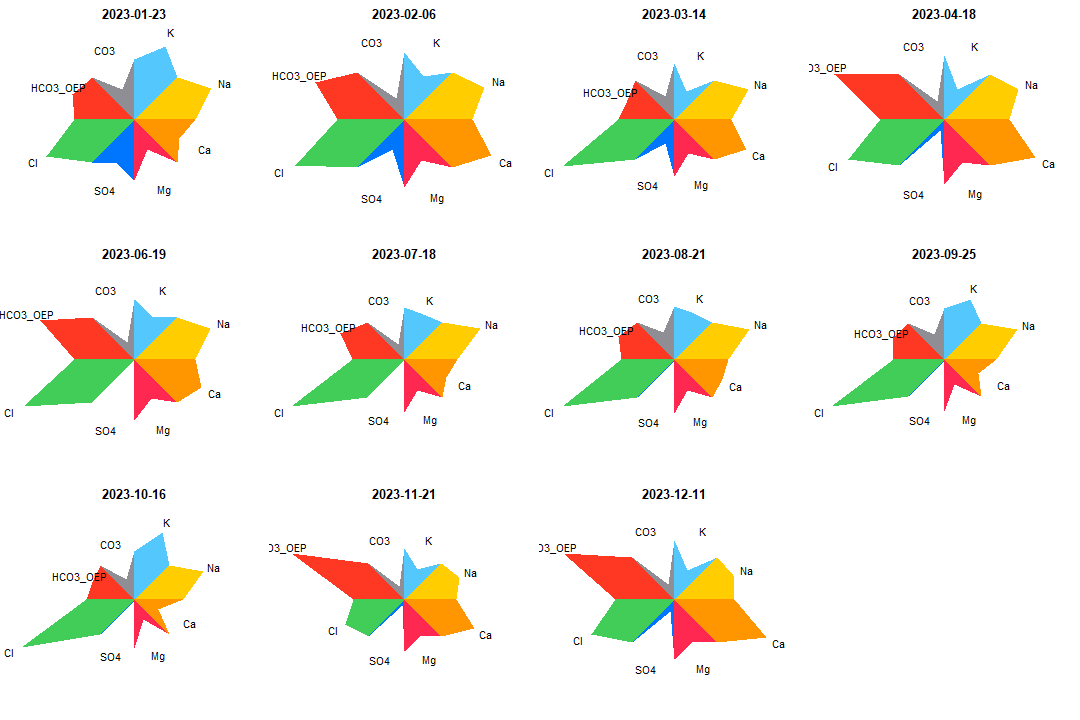 2023-01-23
K
CO3
Na
HCO3_OEP
Ca
Cl
SO4
Mg
2023-02-06
CO3
K
HCO3_OEP
Na
Ca
Cl
SO4
Mg
2023-03-14
CO3
K
HCO3_OEP
Na
Ca
Cl
SO4
Mg
2023-04-18
CO3
K
O3_OEP
Na
Ca
Cl
SO4
Mg
2023-06-19
CO3
K
HCO3_OEP
Na
Ca
Cl
SO4
Mg
2023-07-18
CO3
K
HCO3_OEP
Na
Ca
Cl
SO4
Mg
2023-08-21
CO3
K
HCO3_OEP
Na
Ca
Cl
SO4
Mg
2023-09-25
K
CO3
Na
HCO3_OEP
Ca
Cl
SO4
Mg
2023-10-16
K
CO3
Na
HCO3_OEP
Ca
Cl
SO4
Mg
2023-11-21
CO3
K
O3_OEP
Na
Ca
Cl
SO4
Mg
2023-12-11
K
CO3
O3_OEP
Na
Ca
Cl
SO4
Mg